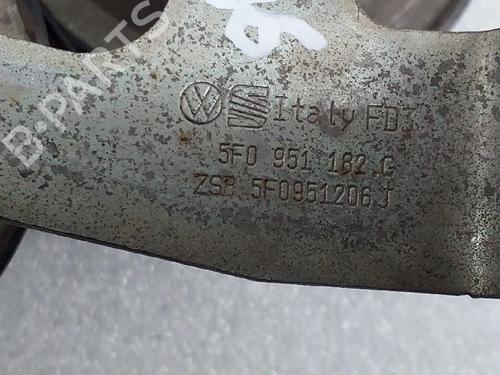 B-PARTS
Italy FD3
5F0 951 182.G
ZSB 5F0951206.J